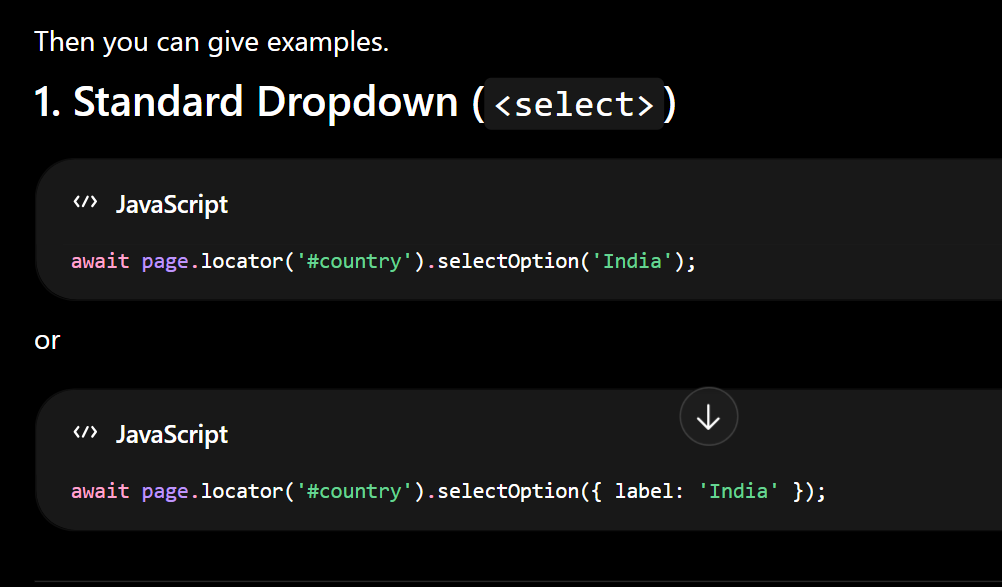 Then you can give examples.
1. Standard Dropdown (<select>)
</> JavaScript
await page.locator('#country').selectOption('India');
or
</> JavaScript
await page.locator('#country').selectOption({ label: 'India' });